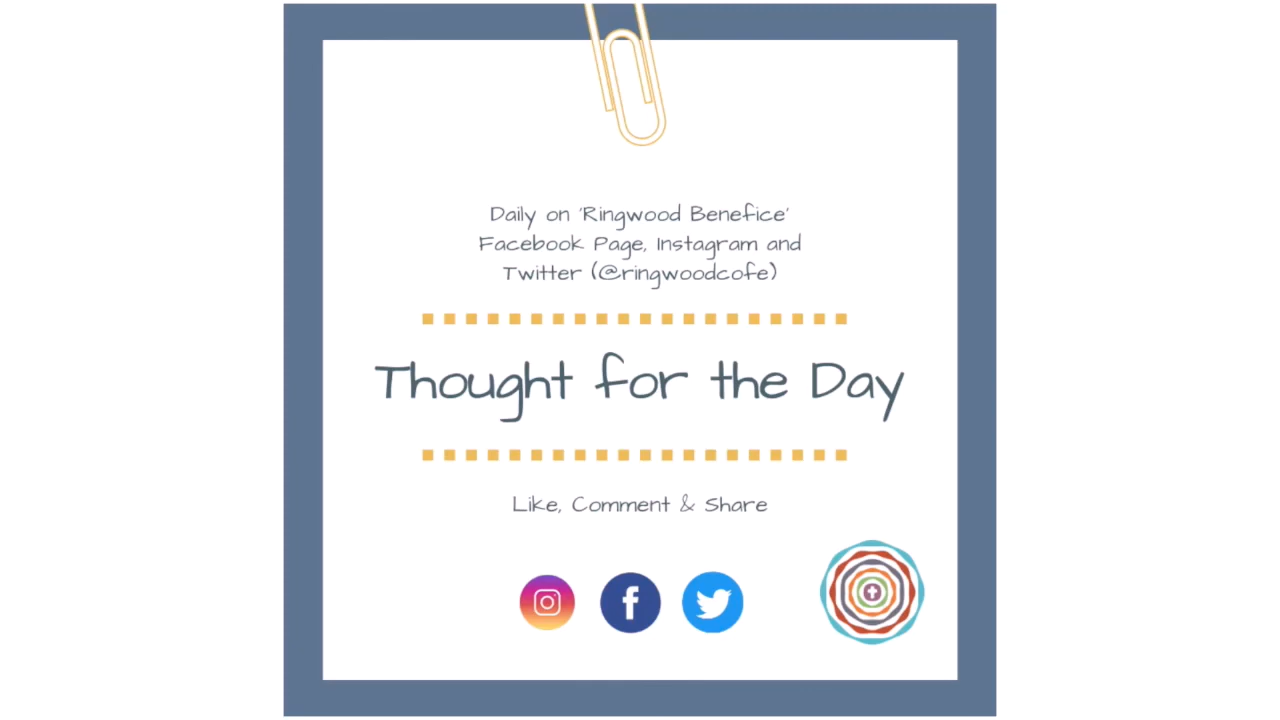 Daily on 'Ringwood Benefice'
Facebook Page, Instagram and
Twitter (@ringwoodcofe)
Thought for the Day
Like, Comment & Share